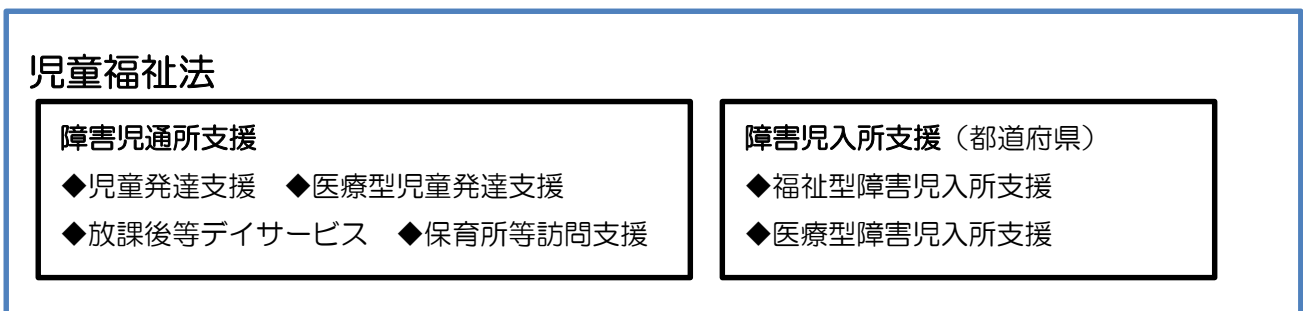 児童福祉法
障害児通所支援
◆児童発達支援　◆医療型児童発達支援
◆放課後等デイサービス　◆保育所等訪問支援
障害児入所支援（都道府県）
◆福祉型障害児入所支援
◆医療型障害児入所支援